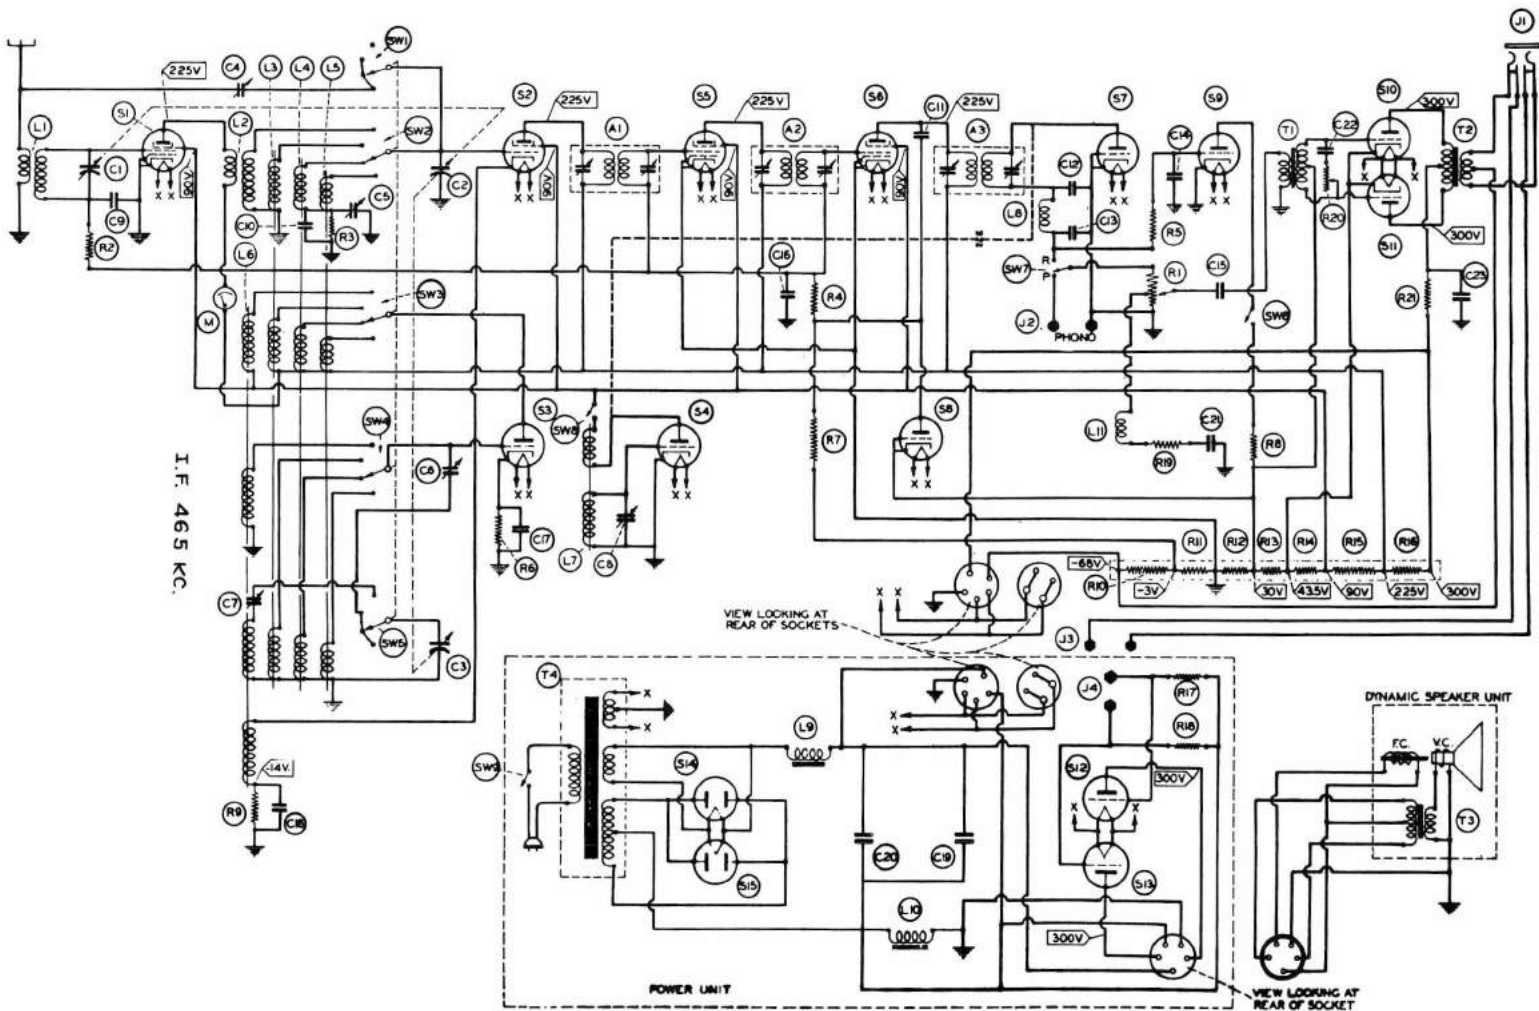 J1
SW1
C4
225V
L3
L4
L5
S1
L2
L1
C1
90V
C9
R2
SW2
C2
C5
C10
R3
L6
S2
225V
A1
S5
225V
90V
A2
S6
C11
225V
90V
A3
S7
C12
L8
C13
C14
S9
T1
C22
S10
300V
T2
R20
S11
300V
R5
C16
R4
SW7
R
P
R1
C15
SW6
R21
C23
J2
PHONO
M
SW3
I.F. 465 KC.
SW4
C6
S3
SW8
S4
R7
S8
L11
R19
C21
R8
C17
R6
L7
C8
C7
SW5
C3
R9
-14V.
C18
-68V
R10
-3V
R11
R12
30V
R13
R14
43.5V
90V
R15
225V
R16
300V
VIEW LOOKING AT
REAR OF SOCKETS
J3
X X
T4
X
X
SW9
S14
S15
L9
J4
R17
R18
S12
300V
X X
C20
C19
S13
L10
300V
POWER UNIT
DYNAMIC SPEAKER UNIT
F.C. V.C.
T3
VIEW LOOKING AT
REAR OF SOCKET